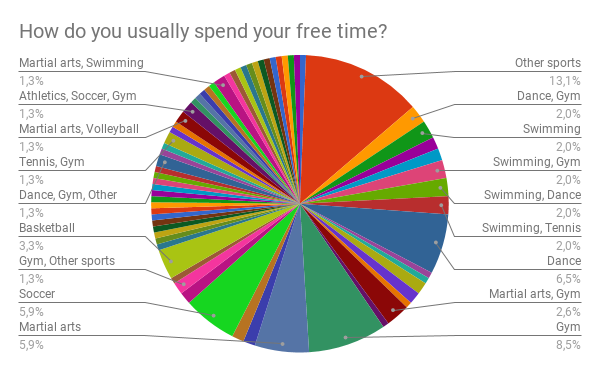 How do you usually spend your free time?
Martial arts, Swimming
1,3%
Athletics, Soccer, Gym
1,3%
Martial arts, Volleyball
1,3%
Tennis, Gym
1,3%
Dance, Gym, Other
1,3%
Basketball
3,3%
Gym, Other sports
1,3%
Soccer
5,9%
Martial arts
5,9%
Other sports
13,1%
Dance, Gym
2,0%
Swimming
2,0%
Swimming, Gym
2,0%
Swimming, Dance
2,0%
Swimming, Tennis
2,0%
Dance
6,5%
Martial arts, Gym
2,6%
Gym
8,5%